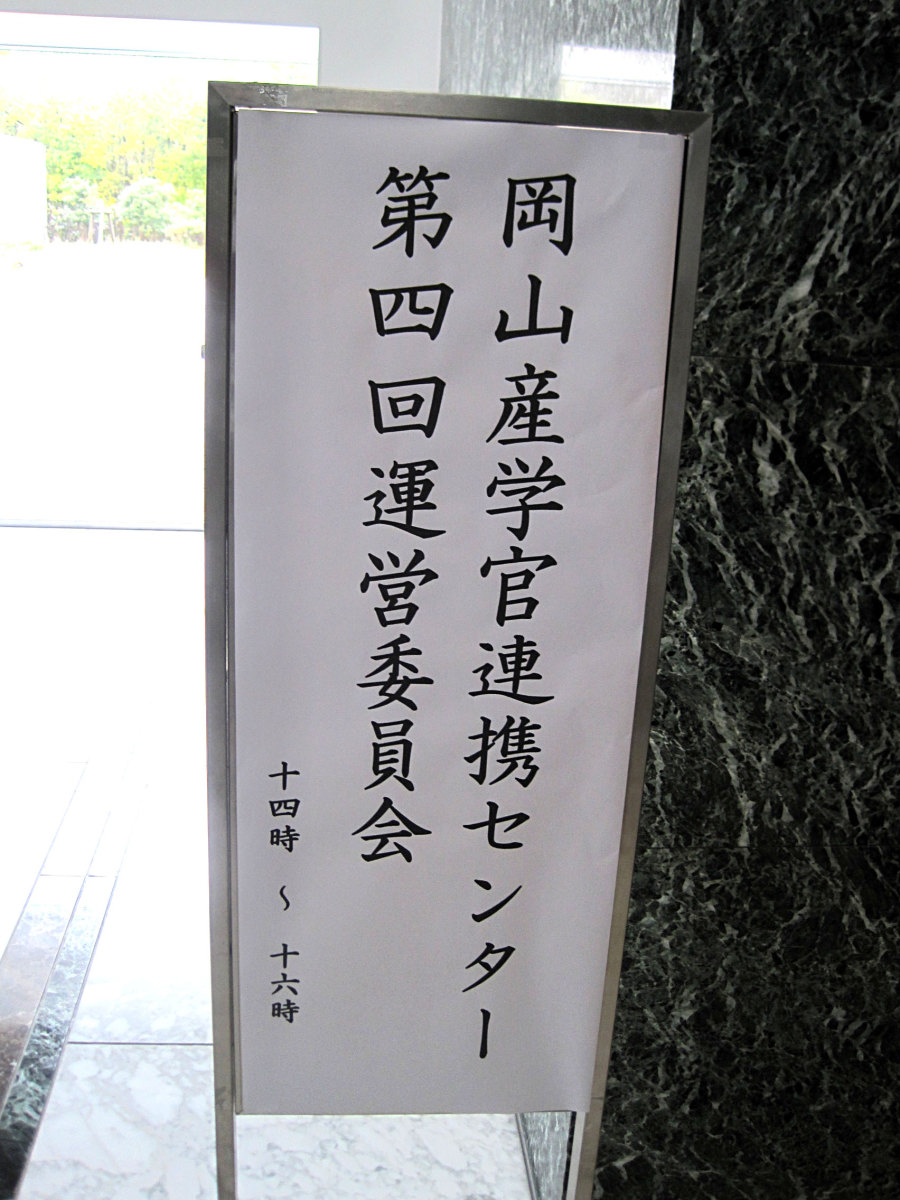 岡山産学官連携センター
第四回運営委員会
十四時 〜 十六時